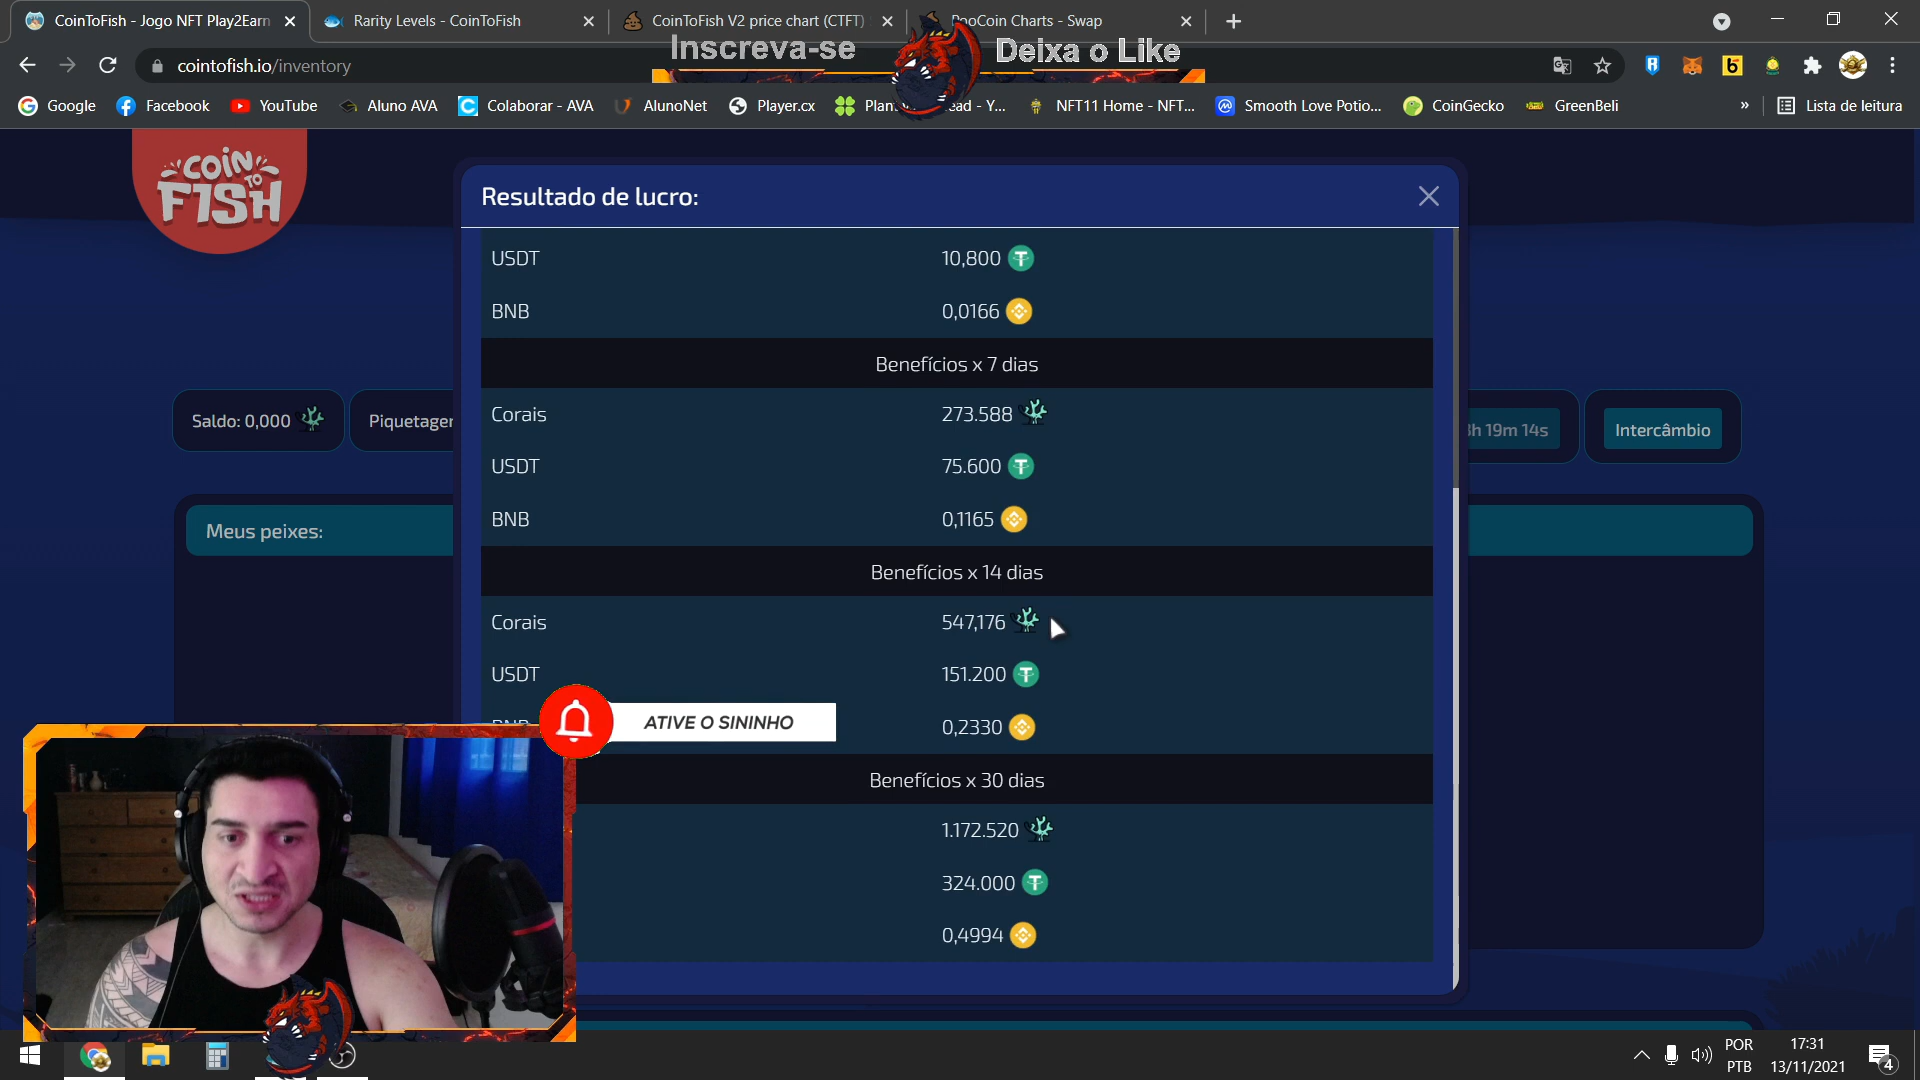 CoinToFish - Jogo NFT Play2Earn
Rarity Levels - CoinToFish
CoinToFish V2 price chart (CTFT)
PooCoin Charts - Swap
Inscreva-se
Deixa o Like
cointofish.io/inventory
Google
Facebook
YouTube
Aluno AVA
Colaborar - AVA
AlunoNet
Player.cx
NFT11 Home - NFT...
Smooth Love Potio...
CoinGecko
GreenBeli
»
Lista de leitura
COIN TO FISH
Resultado de lucro:
USDT 10,800
BNB 0,0166
Benefícios x 7 dias
Corais 273.588
USDT 75.600
BNB 0,1165
Benefícios x 14 dias
Corais 547,176
USDT 151.200
BNB 0,2330
Benefícios x 30 dias
1.172.520
324.000
0,4994
Saldo: 0,000
Piquetager
h 19m 14s
Intercâmbio
Meus peixes:
ATIVE O SININHO
POR
PTB
17:31
13/11/2021
4